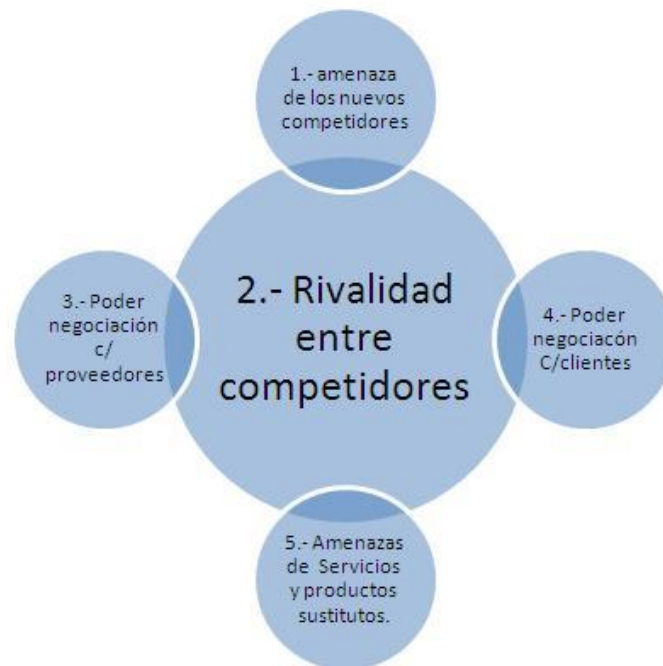 1.- amenaza
de los nuevos
competidores
2.- Rivalidad
entre
competidores
3.- Poder
negociación
c/
proveedores
4.- Poder
negociacón
C/clientes
5.- Amenazas
de Servicios
y productos
sustitutos.